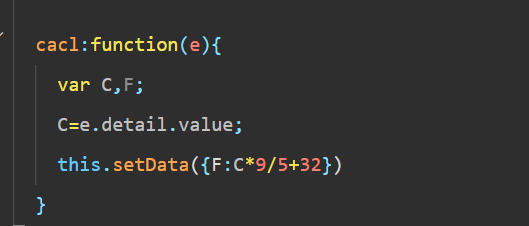 cacl:function(e){
var C,F;
C=e.detail.value;
this.setData({F:C*9/5+32})
}